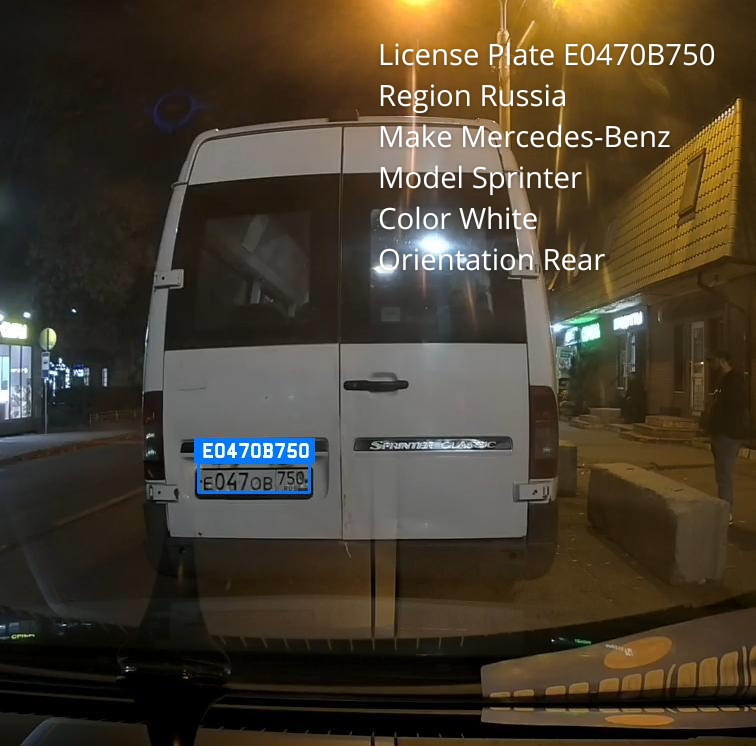 License Plate E0470B750
Region Russia
Make Mercedes-Benz
Model Sprinter
Color White
Orientation Rear
SPRINTER CLASSIC
E0470B750
E047OB 750
RUS